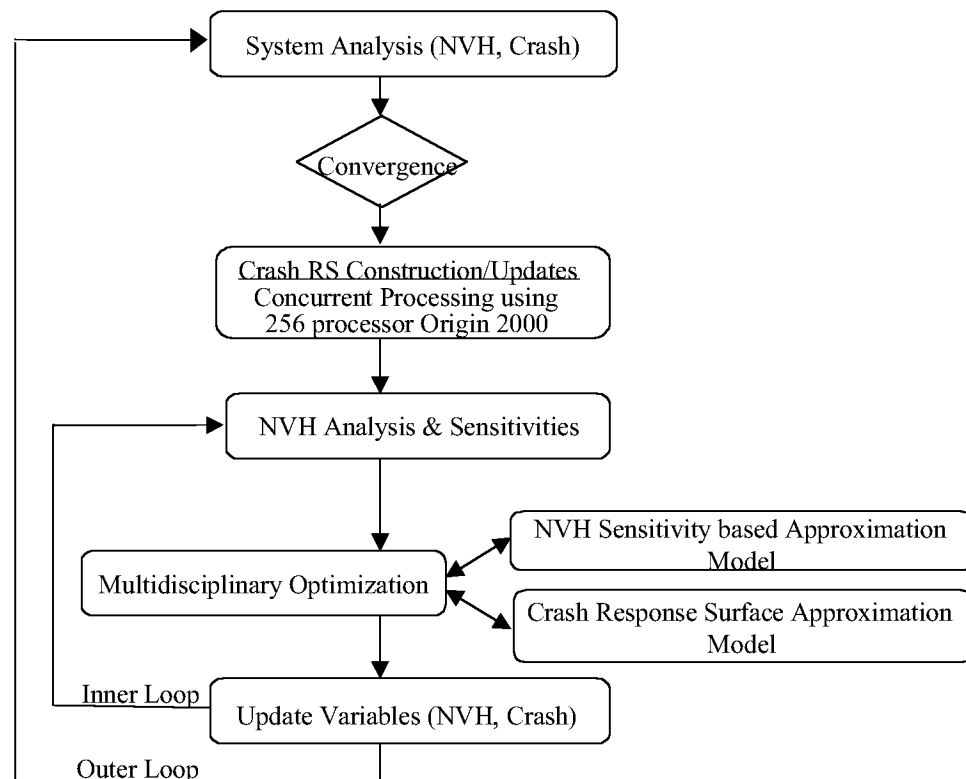 System Analysis (NVH, Crash)
Convergence
Crash RS Construction/Updates
Concurrent Processing using
256 processor Origin 2000
NVH Analysis & Sensitivities
NVH Sensitivity based Approximation
Model
Multidisciplinary Optimization
Crash Response Surface Approximation
Model
Inner Loop
Update Variables (NVH, Crash)
Outer Loop